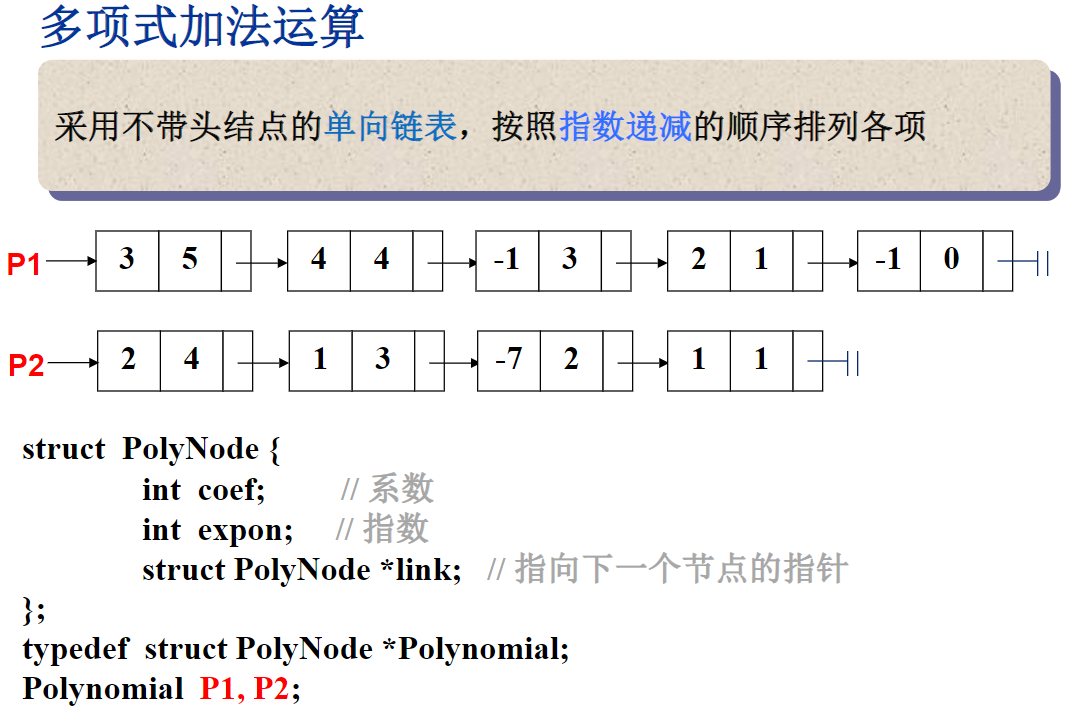 多项式加法运算
采用不带头结点的单向链表，按照指数递减的顺序排列各项
P1 3 5 4 4 -1 3 2 1 -1 0
P2 2 4 1 3 -7 2 1 1
struct PolyNode {
int coef; // 系数
int expon; // 指数
struct PolyNode *link; // 指向下一个节点的指针
};
typedef struct PolyNode *Polynomial;
Polynomial P1, P2;